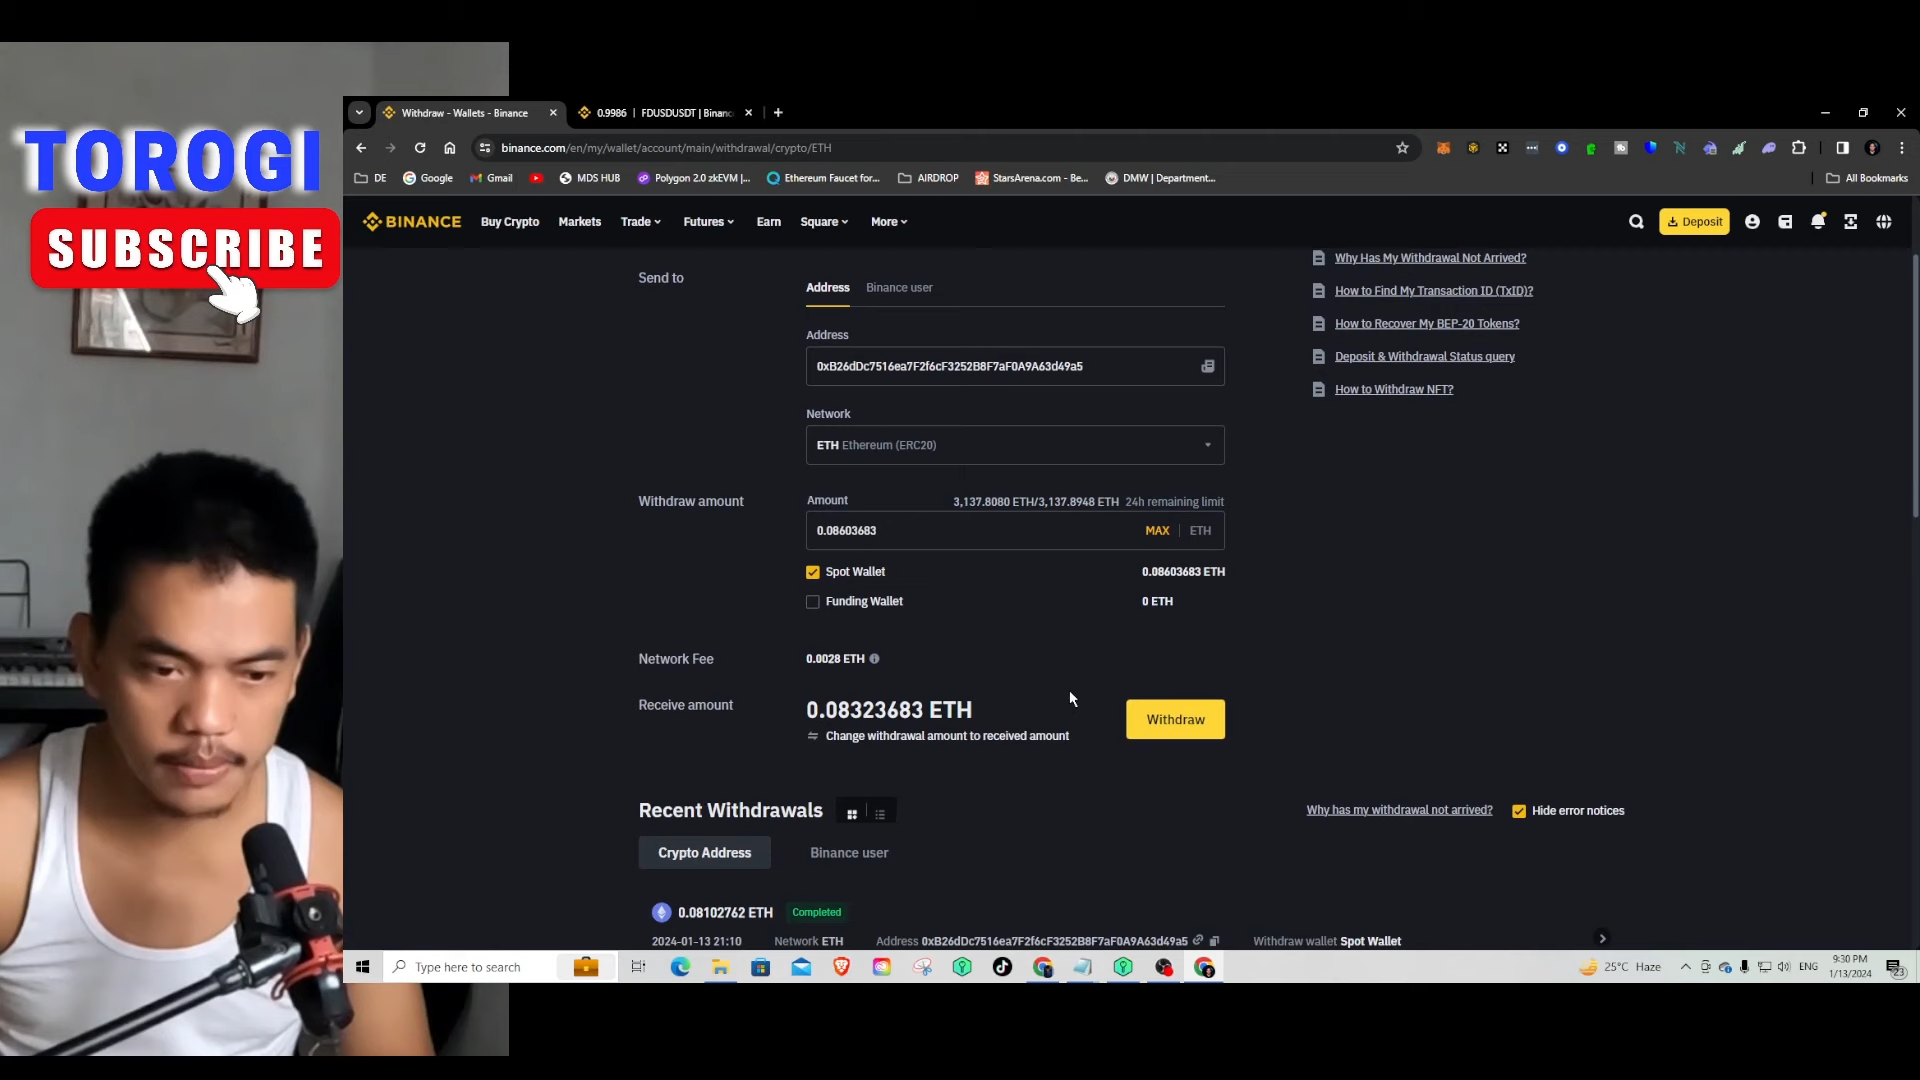 TOROGI
SUBSCRIBE
Withdraw - Wallets - Binance
0.9986 | FDUSDUSDT | Binanc
binance.com/en/my/wallet/account/main/withdrawal/crypto/ETH
DE
Google
Gmail
MDS HUB
Polygon 2.0 zkEVM |...
Ethereum Faucet for...
AIRDROP
StarsArena.com - Be...
DMW | Department...
All Bookmarks
BINANCE
Buy Crypto
Markets
Trade
Futures
Earn
Square
More
Deposit
Send to
Address
Binance user
Address
0xB26dDc7516ea7F2f6cF3252B8F7aF0A9A63d49a5
Network
ETH Ethereum (ERC20)
Withdraw amount
Amount
3,137.8080 ETH/3,137.8948 ETH 24h remaining limit
0.08603683
MAX | ETH
Spot Wallet
0.08603683 ETH
Funding Wallet
0 ETH
Network Fee
0.0028 ETH
Receive amount
0.08323683 ETH
Change withdrawal amount to received amount
Withdraw
Why Has My Withdrawal Not Arrived?
How to Find My Transaction ID (TxID)?
How to Recover My BEP-20 Tokens?
Deposit & Withdrawal Status query
How to Withdraw NFT?
Recent Withdrawals
Why has my withdrawal not arrived?
Hide error notices
Crypto Address
Binance user
0.08102762 ETH
Completed
2024-01-13 21:10
Network ETH
Address 0xB26dDc7516ea7F2f6cF3252B8F7aF0A9A63d49a5
Withdraw wallet Spot Wallet
Type here to search
25°C Haze
ENG
9:30 PM
1/13/2024
23